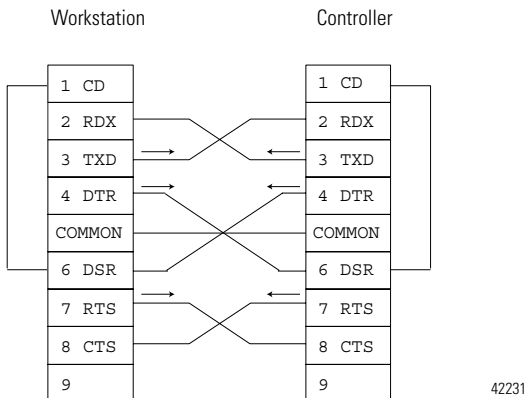 Workstation
Controller
1 CD
2 RDX
3 TXD
4 DTR
COMMON
6 DSR
7 RTS
8 CTS
9
1 CD
2 RDX
3 TXD
4 DTR
COMMON
6 DSR
7 RTS
8 CTS
9
42231